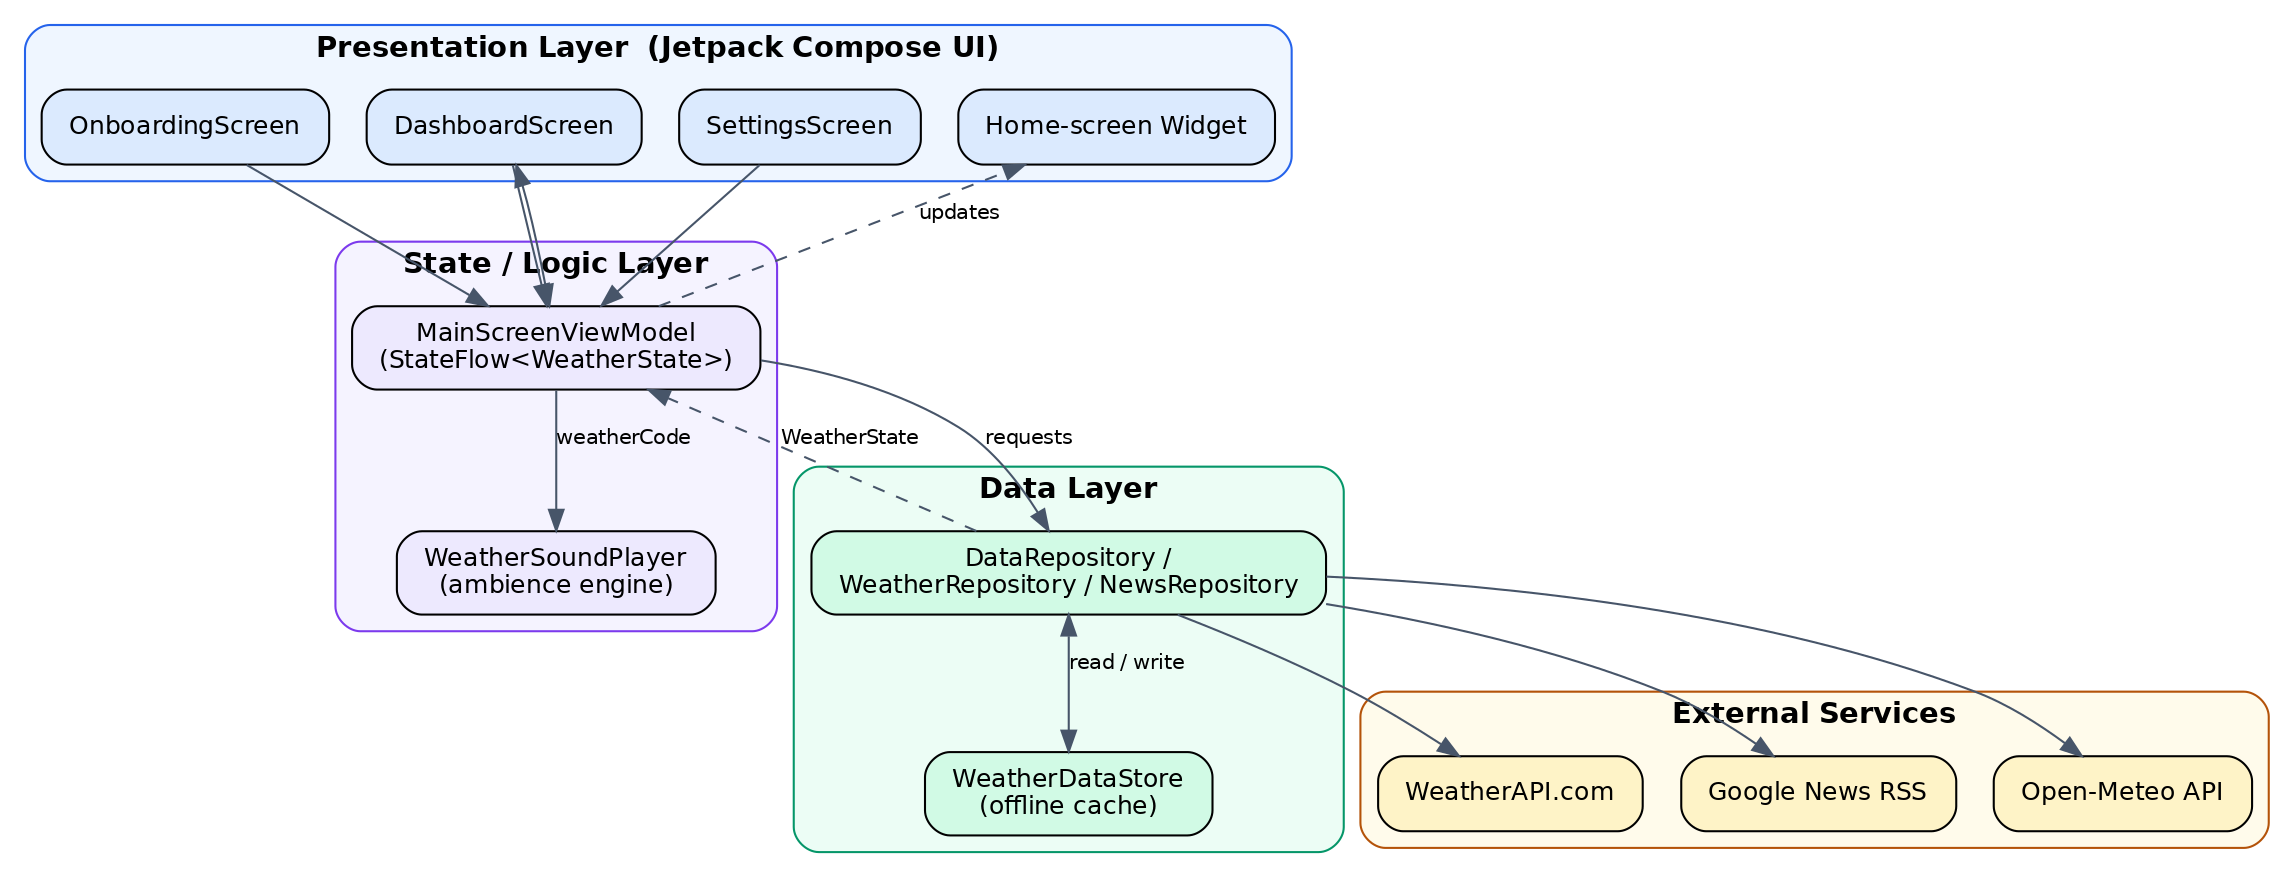 Presentation Layer  (Jetpack Compose UI)
OnboardingScreen
DashboardScreen
SettingsScreen
Home-screen Widget
updates
State / Logic Layer
MainScreenViewModel
(StateFlow<WeatherState>)
weatherCode
WeatherState
requests
WeatherSoundPlayer
(ambience engine)
Data Layer
DataRepository /
WeatherRepository / NewsRepository
read / write
WeatherDataStore
(offline cache)
External Services
WeatherAPI.com
Google News RSS
Open-Meteo API